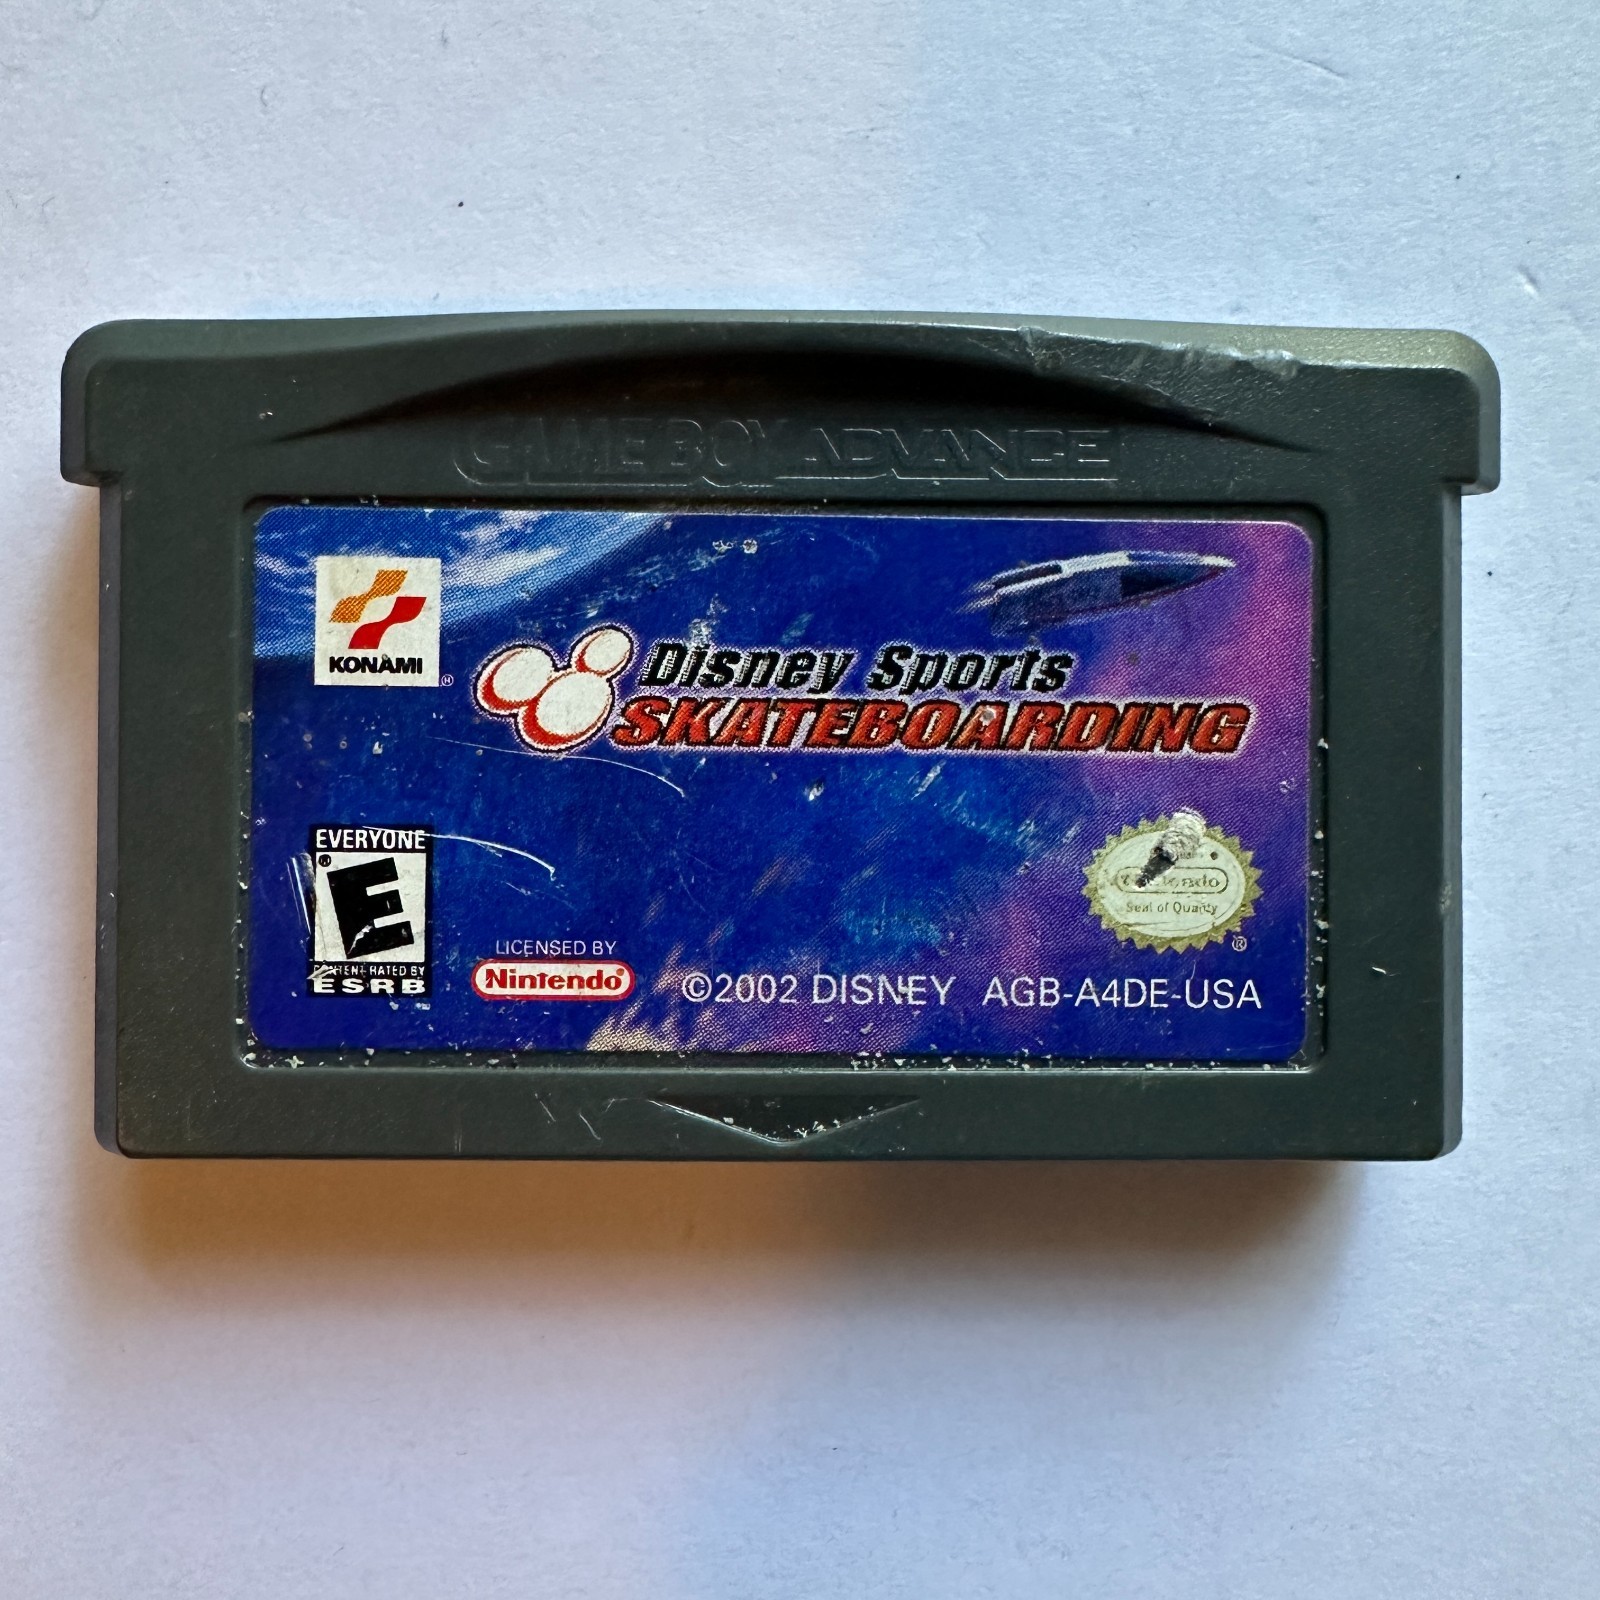 GAME BOY ADVANCE
KONAMI
Disney Sports
SKATEBOARDING
EVERYONE
E
CONTENT RATED BY
ESRB
LICENSED BY
Nintendo®
©2002 DISNEY AGB-A4DE-USA
Nintendo
Seal of Quality
®